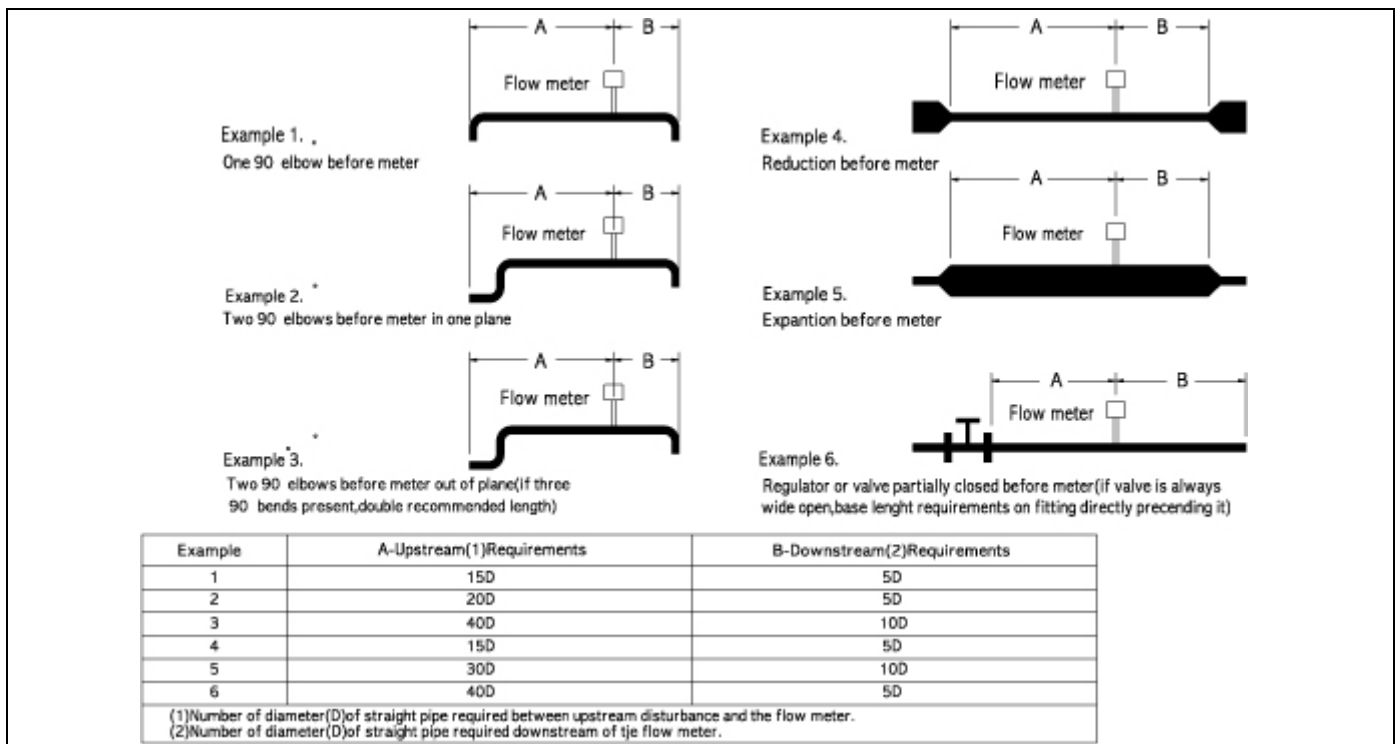 A B
Flow meter
Example 1.
One 90 elbow before meter
A B
Flow meter
Example 2.
Two 90 elbows before meter in one plane
A B
Flow meter
Example 3.
Two 90 elbows before meter out of plane(if three
90 bends present,double recommended length)
A B
Flow meter
Example 4.
Reduction before meter
A B
Flow meter
Example 5.
Expantion before meter
A B
Flow meter
Example 6.
Regulator or valve partially closed before meter(if valve is always
wide open,base lenght requirements on fitting directly precending it)
Example A-Upstream(1)Requirements B-Downstream(2)Requirements
1 15D 5D
2 20D 5D
3 40D 10D
4 15D 5D
5 30D 10D
6 40D 5D
(1)Number of diameter(D)of straight pipe required between upstream disturbance and the flow meter.
(2)Number of diameter(D)of straight pipe required downstream of tje flow meter.